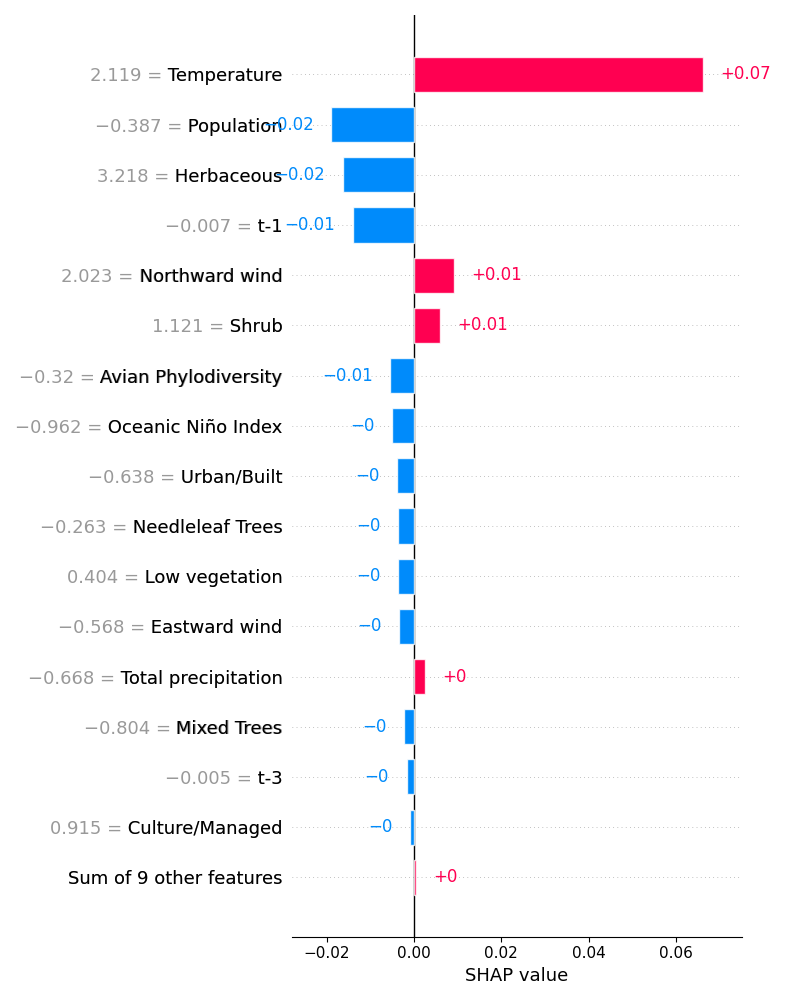 2.119 = Temperature +0.07
−0.387 = Population −0.02
3.218 = Herbaceous −0.02
−0.007 = t-1 −0.01
2.023 = Northward wind +0.01
1.121 = Shrub +0.01
−0.32 = Avian Phylodiversity −0.01
−0.962 = Oceanic Niño Index −0
−0.638 = Urban/Built −0
−0.263 = Needleleaf Trees −0
0.404 = Low vegetation −0
−0.568 = Eastward wind −0
−0.668 = Total precipitation +0
−0.804 = Mixed Trees −0
−0.005 = t-3 −0
0.915 = Culture/Managed −0
Sum of 9 other features +0
−0.02 0.00 0.02 0.04 0.06
SHAP value